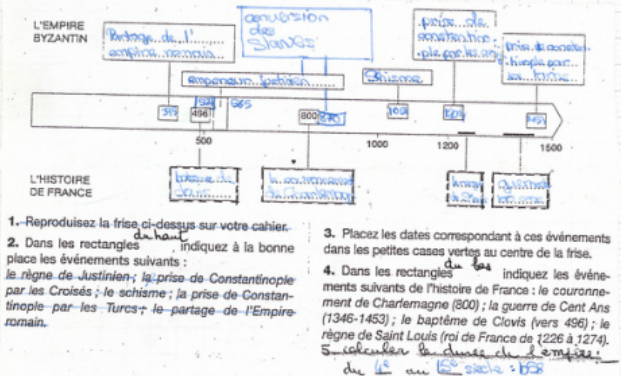 L'EMPIRE
BYZANTIN
Partage de l'
empire romain
conversion
des
Slaves
prise de
constantino
ple par les
prise de constan
tinople par
les turcs
empereur justinien
Schisme
395
496
565
800
870
1054
1204
1453
500
1000
1200
1500
L'HISTOIRE
DE FRANCE
bateme de
Clovis
le couronnement
de Charlemagne
guerre
cent ans
1. Reproduisez la frise ci-dessus sur votre cahier.
2. Dans les rectangles du haut indiquez à la bonne
place les événements suivants :
le règne de Justinien ; la prise de Constantinople
par les Croisés ; le schisme ; la prise de Constan-
tinople par les Turcs ; le partage de l'Empire
romain.
3. Placez les dates correspondant à ces événements
dans les petites cases vertes au centre de la frise.
4. Dans les rectangles du bas indiquez les événe-
ments suivants de l'histoire de France : le couronne-
ment de Charlemagne (800) ; la guerre de Cent Ans
(1346-1453) ; le baptême de Clovis (vers 496) ; le
règne de Saint Louis (roi de France de 1226 à 1274).
5. calculer la durée de l'empire :
du 4e au 15e siècle : 1058